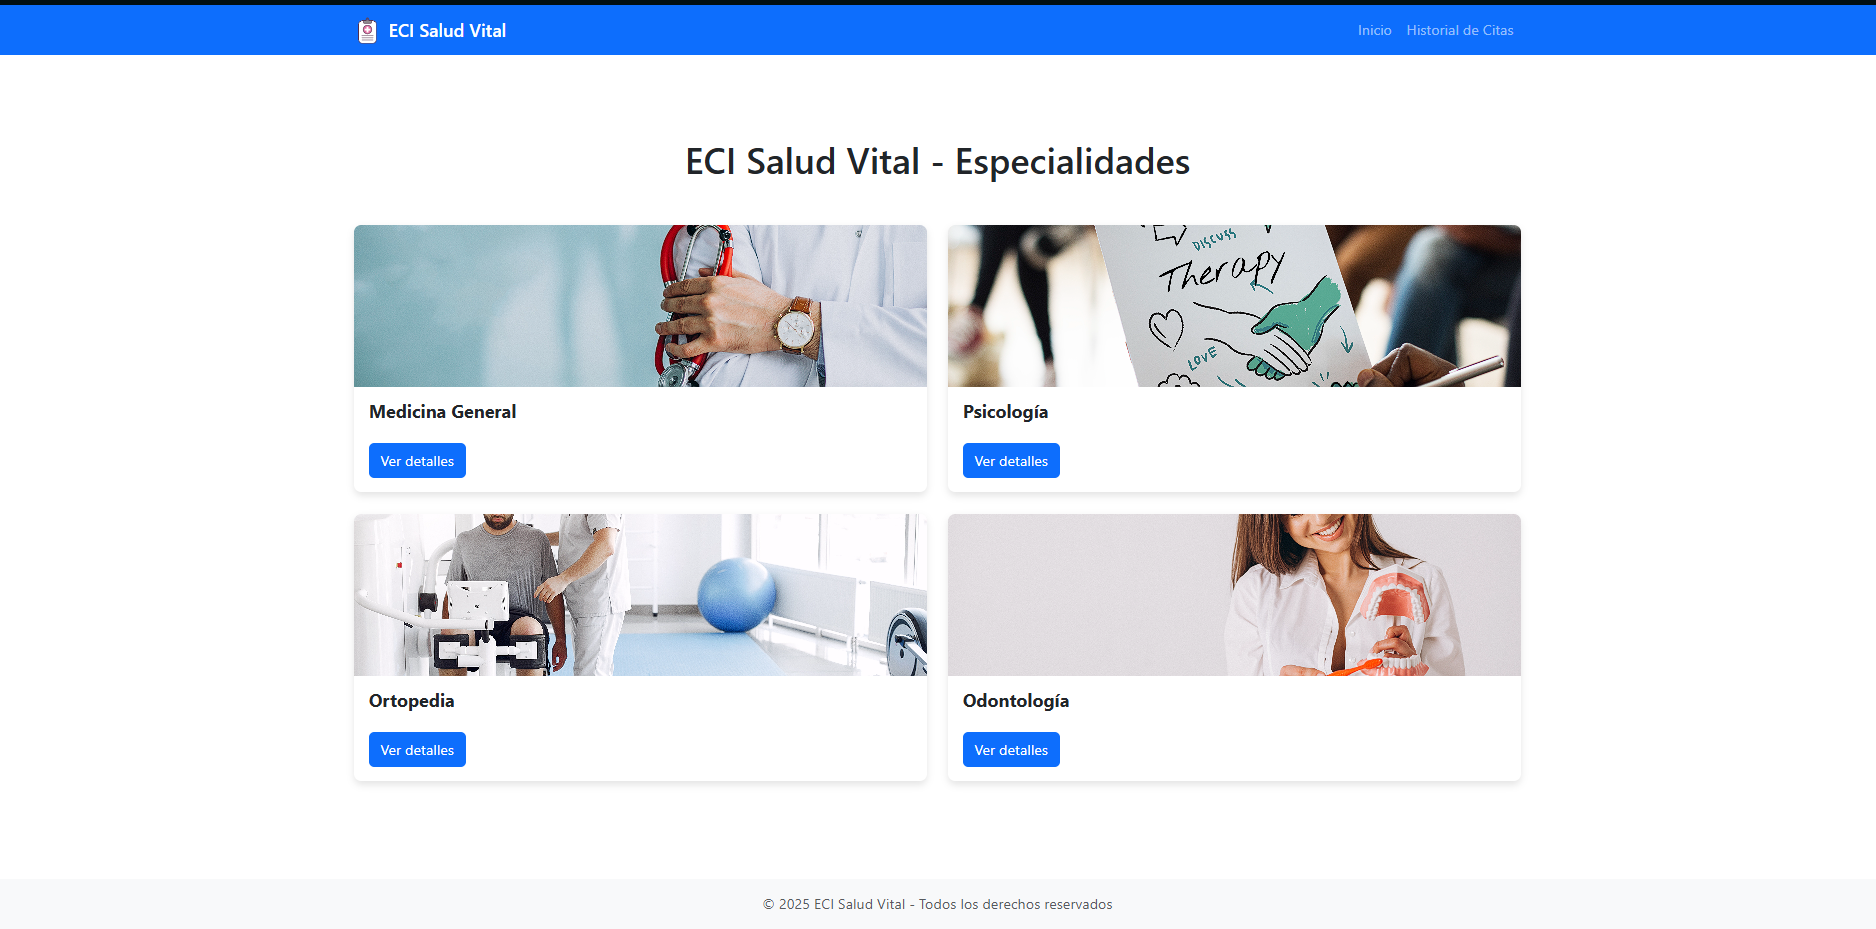 ECI Salud Vital
Inicio
Historial de Citas
ECI Salud Vital - Especialidades
DISCUSS
Therapy
LOVE
Medicina General
Psicología
Ver detalles
Ver detalles
Ortopedia
Odontología
Ver detalles
Ver detalles
© 2025 ECI Salud Vital - Todos los derechos reservados